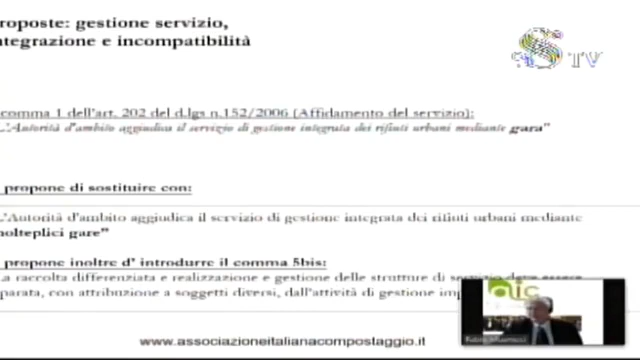 roposte: gestione servizio,
ntegrazione e incompatibilità
S TV
comma 1 dell'art. 202 del d.lgs n.152/2006 (Affidamento del servizio):
L'Autorità d'ambito aggiudica il servizio di gestione integrata dei rifiuti urbani mediante gara"
propone di sostituire con:
L'Autorità d'ambito aggiudica il servizio di gestione integrata dei rifiuti urbani mediante
molteplici gare"
propone inoltre d' introdurre il comma 5bis:
La raccolta differenziata e realizzazione e gestione delle strutture di servizio
parata, con attribuzione a soggetti diversi, dall'attività di gestione imp
www.associazioneitalianacompostaggio.it